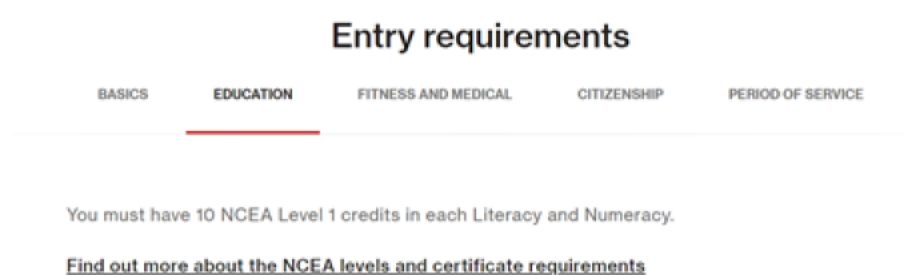 Entry requirements
BASICS EDUCATION FITNESS AND MEDICAL CITIZENSHIP PERIOD OF SERVICE
You must have 10 NCEA Level 1 credits in each Literacy and Numeracy.
Find out more about the NCEA levels and certificate requirements